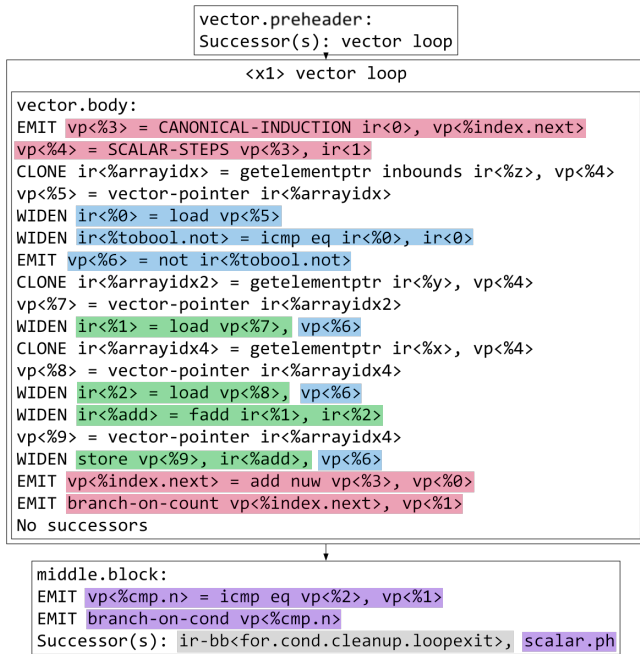 vector.preheader:
Successor(s): vector loop
<x1> vector loop
vector.body:
EMIT vp<%3> = CANONICAL-INDUCTION ir<0>, vp<%index.next>
vp<%4> = SCALAR-STEPS vp<%3>, ir<1>
CLONE ir<%arrayidx> = getelementptr inbounds ir<%z>, vp<%4>
vp<%5> = vector-pointer ir<%arrayidx>
WIDEN ir<%0> = load vp<%5>
WIDEN ir<%tobool.not> = icmp eq ir<%0>, ir<0>
EMIT vp<%6> = not ir<%tobool.not>
CLONE ir<%arrayidx2> = getelementptr ir<%y>, vp<%4>
vp<%7> = vector-pointer ir<%arrayidx2>
WIDEN ir<%1> = load vp<%7>, vp<%6>
CLONE ir<%arrayidx4> = getelementptr ir<%x>, vp<%4>
vp<%8> = vector-pointer ir<%arrayidx4>
WIDEN ir<%2> = load vp<%8>, vp<%6>
WIDEN ir<%add> = fadd ir<%1>, ir<%2>
vp<%9> = vector-pointer ir<%arrayidx4>
WIDEN store vp<%9>, ir<%add>, vp<%6>
EMIT vp<%index.next> = add nuw vp<%3>, vp<%0>
EMIT branch-on-count vp<%index.next>, vp<%1>
No successors
middle.block:
EMIT vp<%cmp.n> = icmp eq vp<%2>, vp<%1>
EMIT branch-on-cond vp<%cmp.n>
Successor(s): ir-bb<for.cond.cleanup.loopexit>, scalar.ph